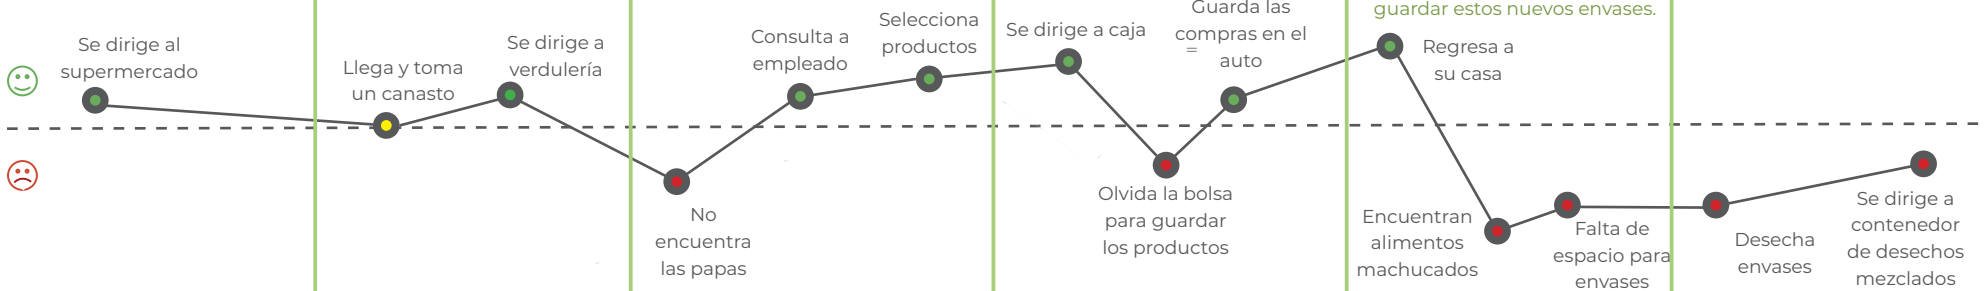 Se dirige al
supermercado
Llega y toma
un canasto
Se dirige a
verdulería
No
encuentra
las papas
Consulta a
empleado
Selecciona
productos
Se dirige a caja
Olvida la bolsa
para guardar
los productos
Guarda las
compras en el
=
auto
guardar estos nuevos envases.
Regresa a
su casa
Encuentran
alimentos
machucados
Falta de
espacio para
envases
Desecha
envases
Se dirige a
contenedor
de desechos
mezclados